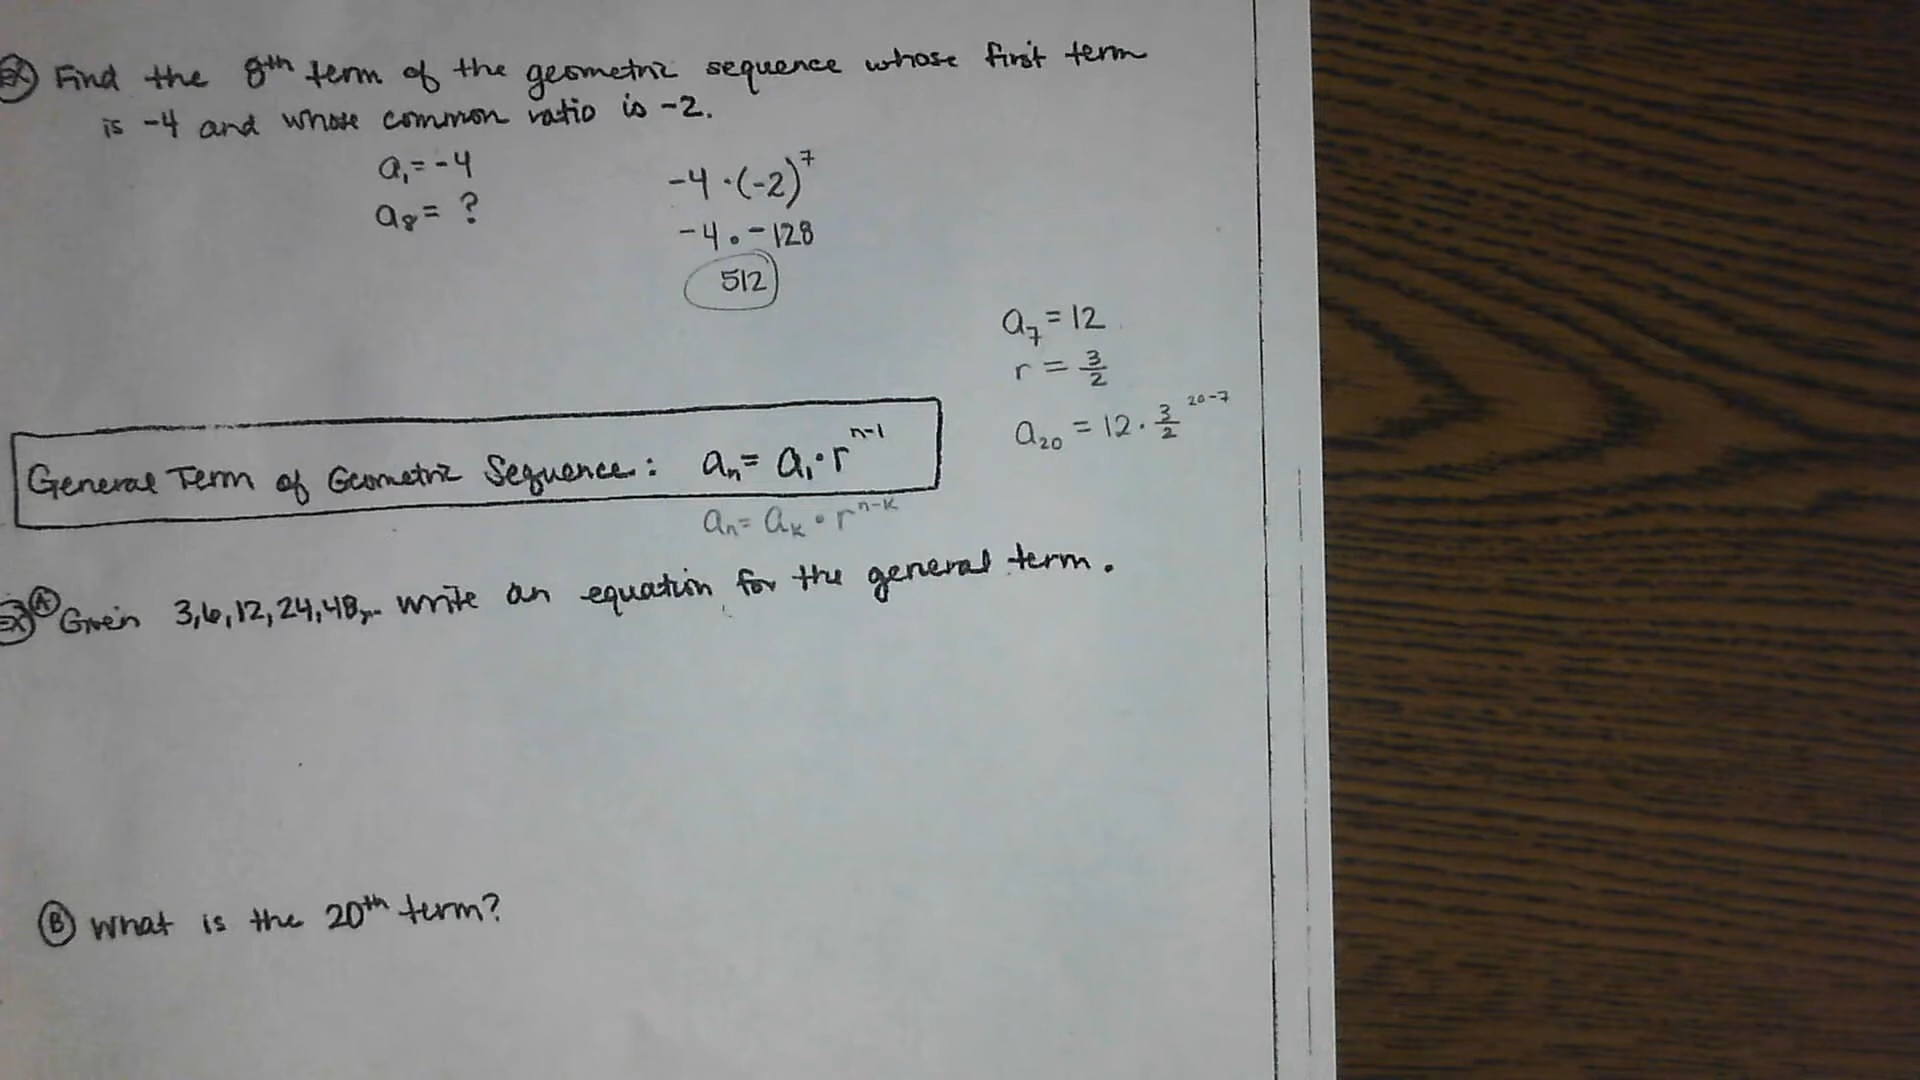 EX Find the 8th term of the geometric sequence whose first term
is -4 and whose common ratio is -2.
a₁ = -4
a₈ = ?
-4 · (-2)⁷
-4 · -128
512
a₇ = 12
r = 3/2
a₂₀ = 12 · 3/2 ²⁰⁻⁷
General Term of Geometric Sequence: aₙ = a₁ · rⁿ⁻¹
aₙ = aₖ · rⁿ⁻ᵏ
EX A Given 3, 6, 12, 24, 48, ... write an equation for the general term.
B What is the 20th term?